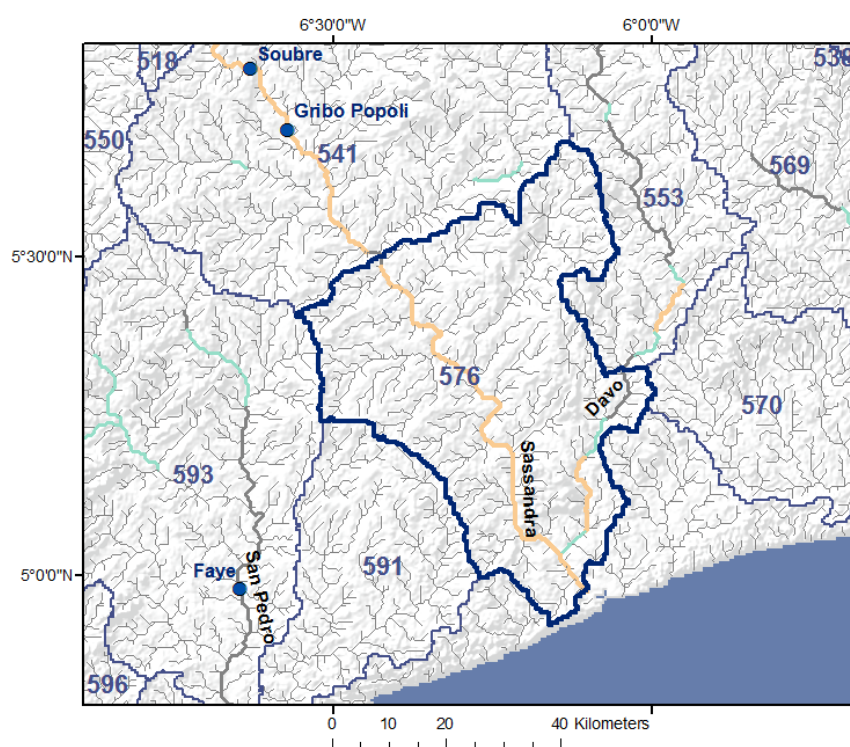 6°30'0"W
6°0'0"W
518
Soubre
538
Gribo Popoli
550
541
569
553
5°30'0"N
576
Davo
570
Sassandra
593
5°0'0"N
Faye
San Pedro
591
596
0
10
20
40 Kilometers